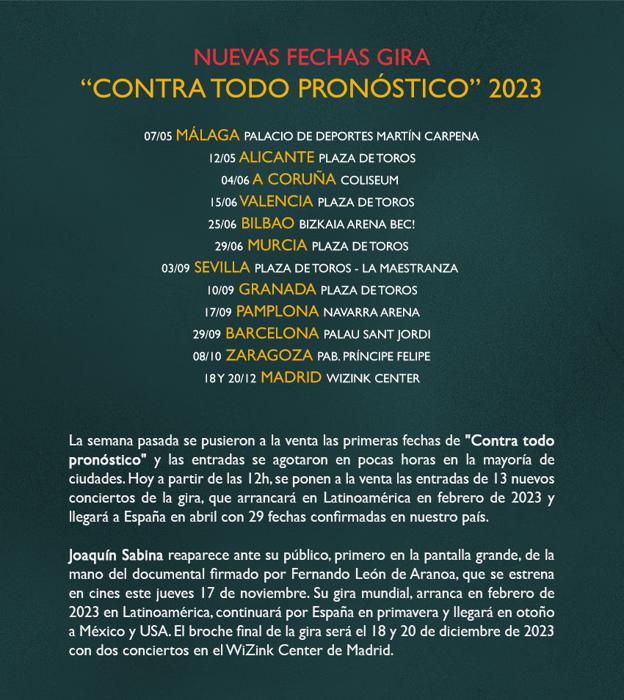 NUEVAS FECHAS GIRA
“CONTRA TODO PRONÓSTICO” 2023
07/05 MÁLAGA PALACIO DE DEPORTES MARTÍN CARPENA
12/05 ALICANTE PLAZA DE TOROS
04/06 A CORUÑA COLISEUM
15/06 VALENCIA PLAZA DE TOROS
25/06 BILBAO BIZKAIA ARENA BEC!
29/06 MURCIA PLAZA DE TOROS
03/09 SEVILLA PLAZA DE TOROS - LA MAESTRANZA
10/09 GRANADA PLAZA DE TOROS
17/09 PAMPLONA NAVARRA ARENA
29/09 BARCELONA PALAU SANT JORDI
08/10 ZARAGOZA PAB. PRÍNCIPE FELIPE
18 Y 20/12 MADRID WIZINK CENTER
La semana pasada se pusieron a la venta las primeras fechas de "Contra todo
pronóstico" y las entradas se agotaron en pocas horas en la mayoría de
ciudades. Hoy a partir de las 12h, se ponen a la venta las entradas de 13 nuevos
conciertos de la gira, que arrancará en Latinoamérica en febrero de 2023 y
llegará a España en abril con 29 fechas confirmadas en nuestro país.
Joaquín Sabina reaparece ante su público, primero en la pantalla grande, de la
mano del documental firmado por Fernando León de Aranoa, que se estrena
en cines este jueves 17 de noviembre. Su gira mundial, arranca en febrero de
2023 en Latinoamérica, continuará por España en primavera y llegará en otoño
a México y USA. El broche final de la gira será el 18 y 20 de diciembre de 2023
con dos conciertos en el WiZink Center de Madrid.